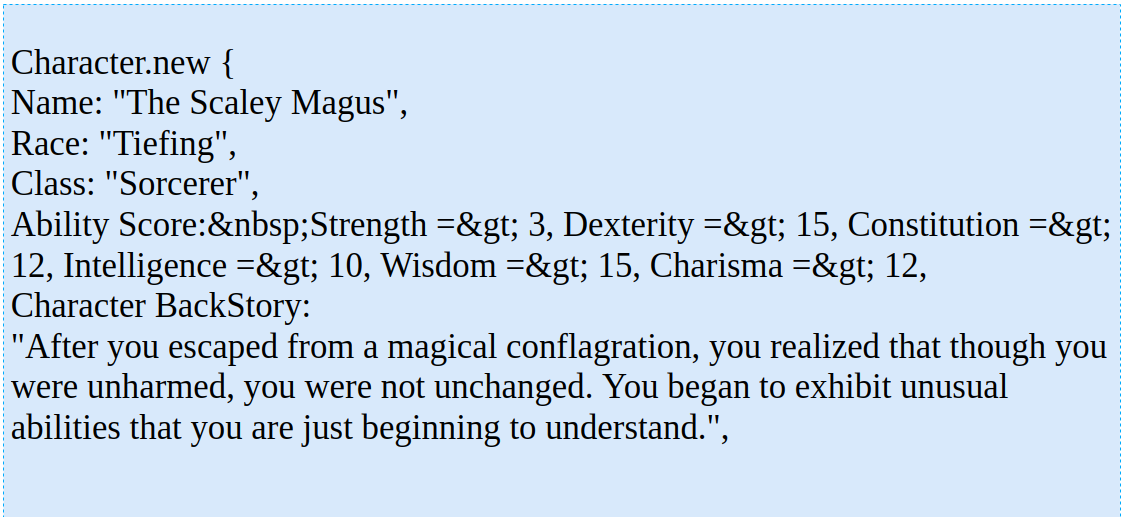 Character.new {
Name: "The Scaley Magus",
Race: "Tiefing",
Class: "Sorcerer",
Ability Score:&nbsp;Strength =&gt; 3, Dexterity =&gt; 15, Constitution =&gt;
12, Intelligence =&gt; 10, Wisdom =&gt; 15, Charisma =&gt; 12,
Character BackStory:
"After you escaped from a magical conflagration, you realized that though you
were unharmed, you were not unchanged. You began to exhibit unusual
abilities that you are just beginning to understand.",